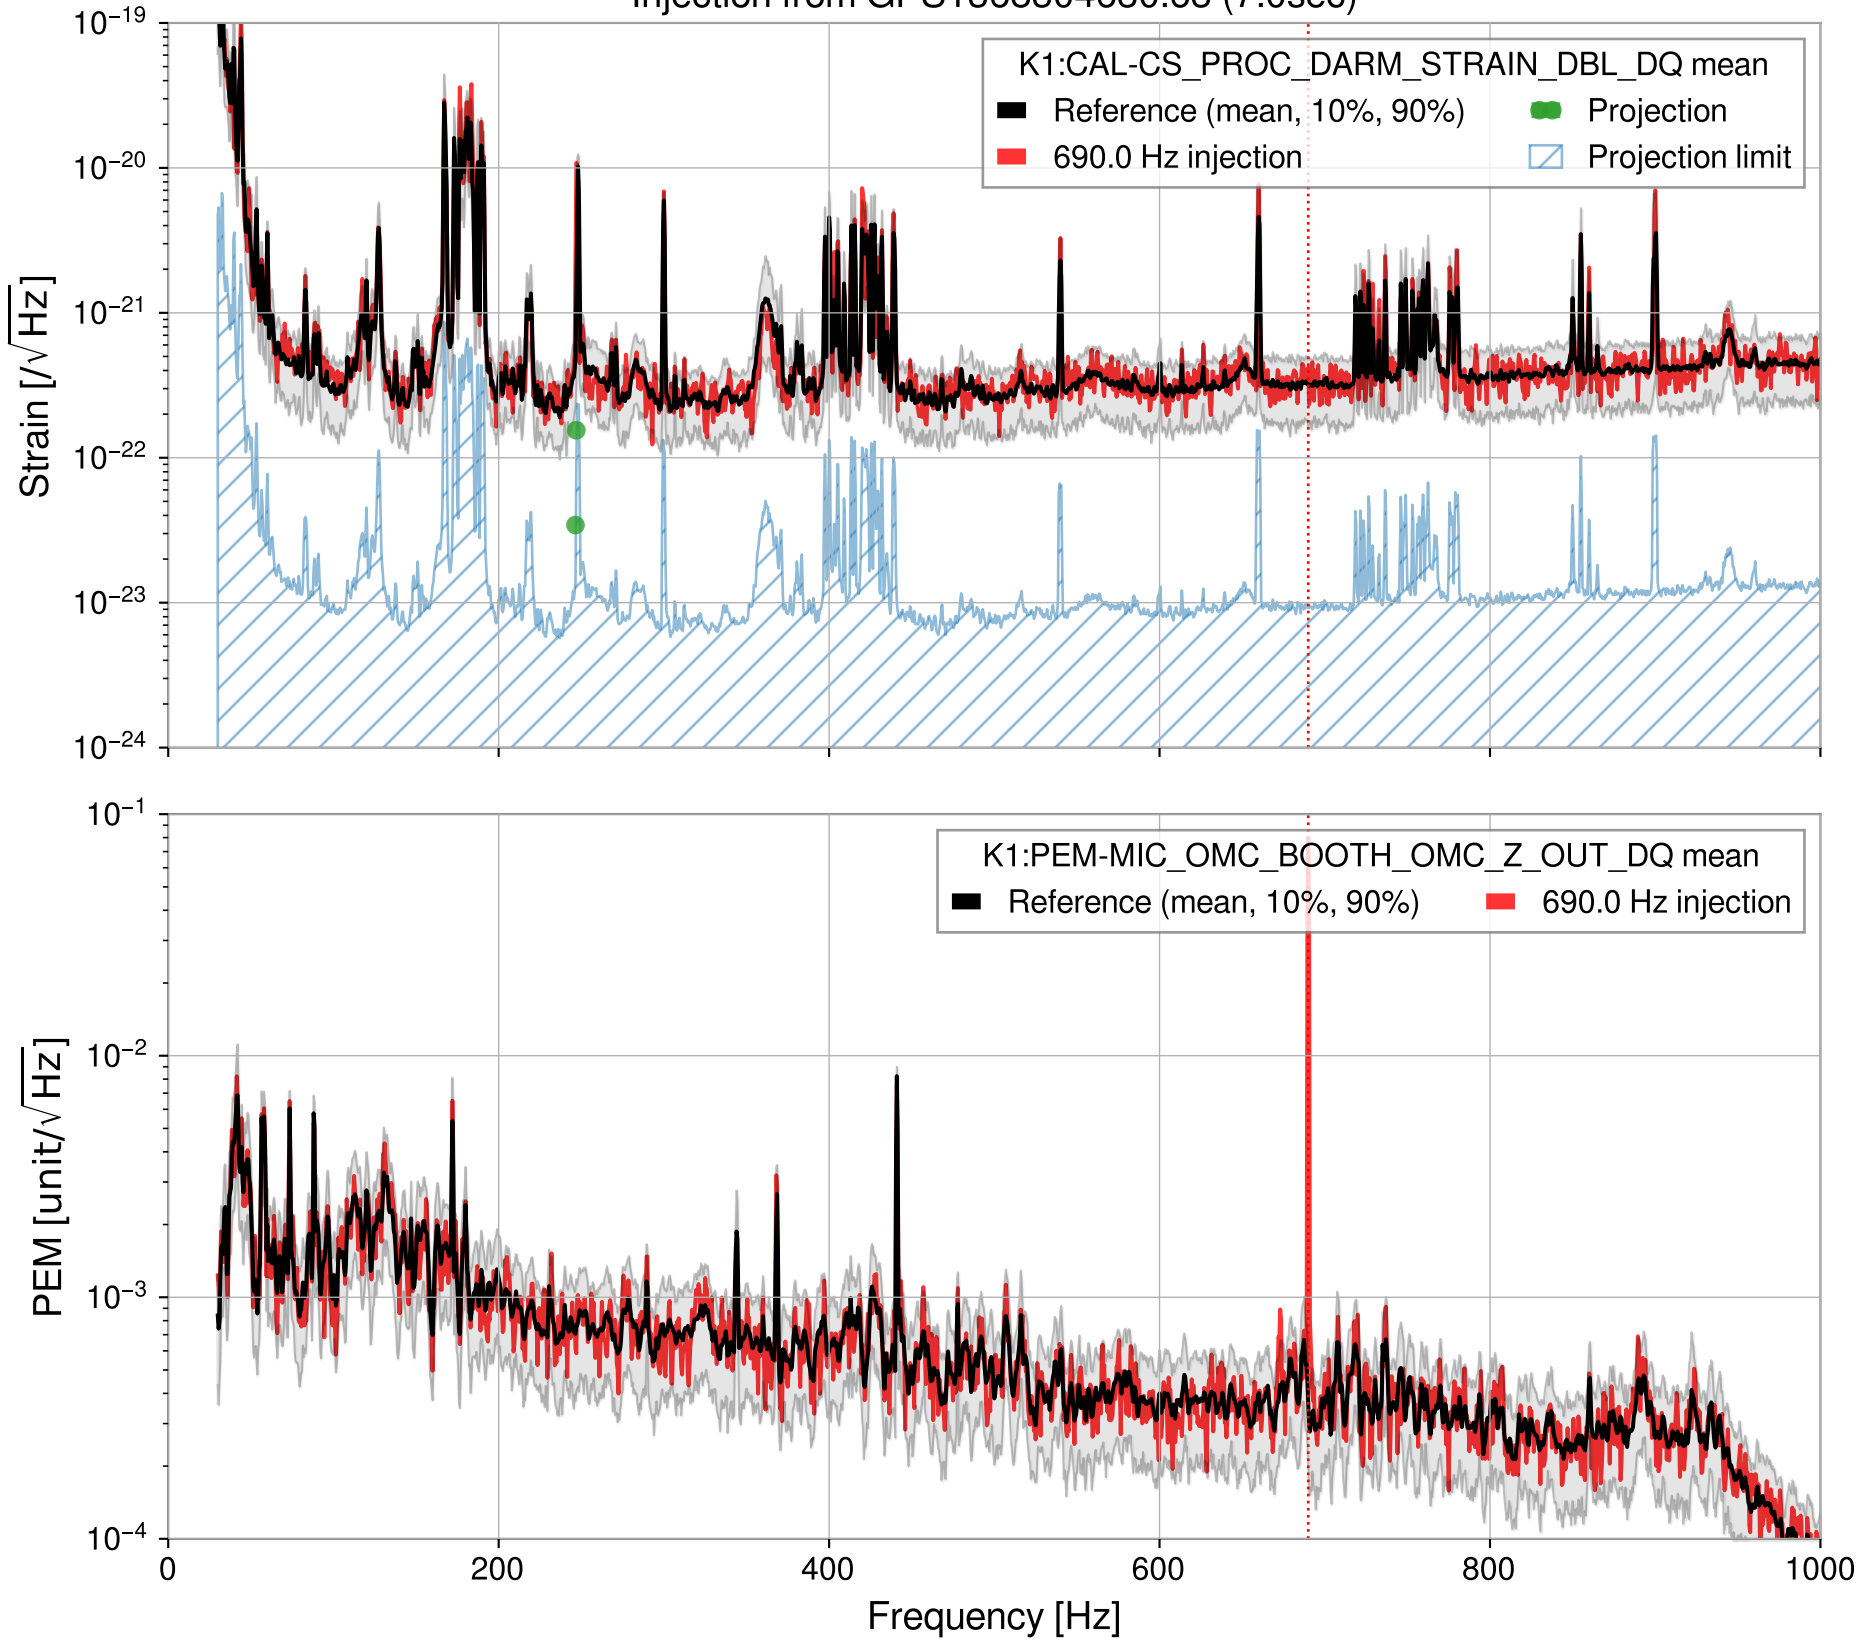 K1:CAL-CS_PROC_DARM_STRAIN_DBL_DQ mean
Reference (mean, 10%, 90%)
Projection
690.0 Hz injection
Projection limit
Strain [/√Hz]
10⁻¹⁹
10⁻²⁰
10⁻²¹
10⁻²²
10⁻²³
10⁻²⁴
K1:PEM-MIC_OMC_BOOTH_OMC_Z_OUT_DQ mean
Reference (mean, 10%, 90%)
690.0 Hz injection
PEM [unit/√Hz]
10⁻¹
10⁻²
10⁻³
10⁻⁴
0 200 400 600 800 1000
Frequency [Hz]